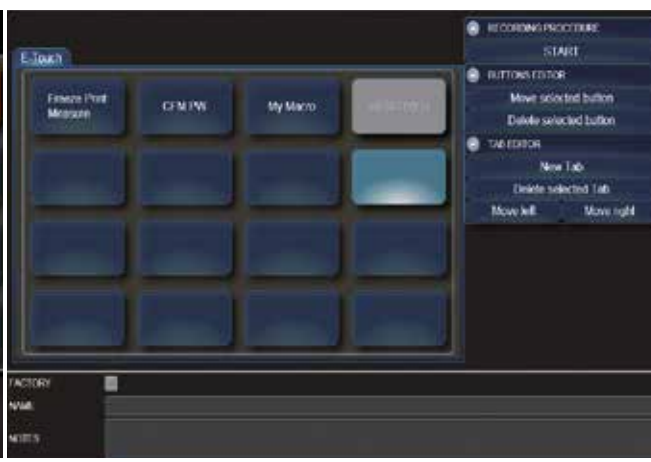 RECORDING PROCEDURE
START
E-Touch
BUTTONS EDITOR
Freeze Print
Measure
CFM PW
My Macro
Move selected button
Delete selected button
TAB EDITOR
New Tab
Delete selected Tab
Move left
Move right
FACTORY
NAME
NOTES